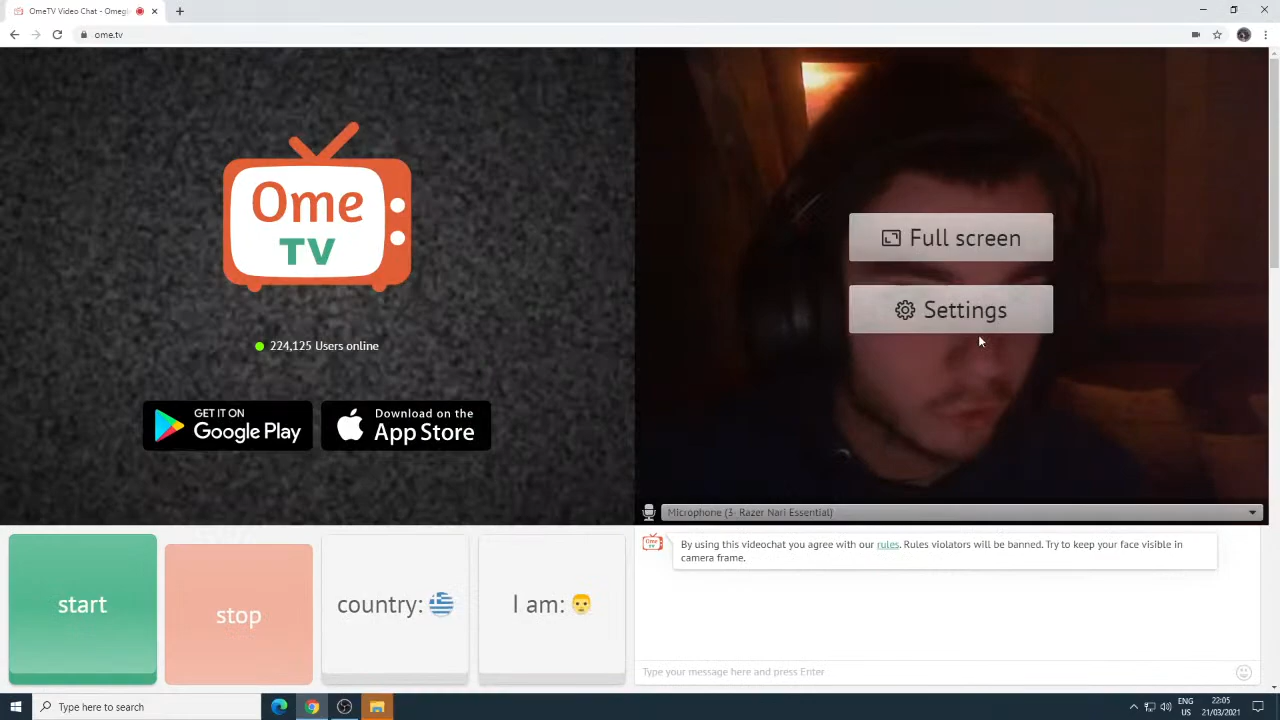 OmeTV Video Chat - Omegl
ome.tv
Ome
TV
224,125 Users online
GET IT ON
Google Play
Download on the
App Store
Full screen
Settings
Microphone (3- Razer Nari Essential)
start
stop
country:
I am:
Ome
TV
By using this videochat you agree with our rules. Rules violators will be banned. Try to keep your face visible in
camera frame.
Type your message here and press Enter
Type here to search
ENG
US
22:05
21/03/2021